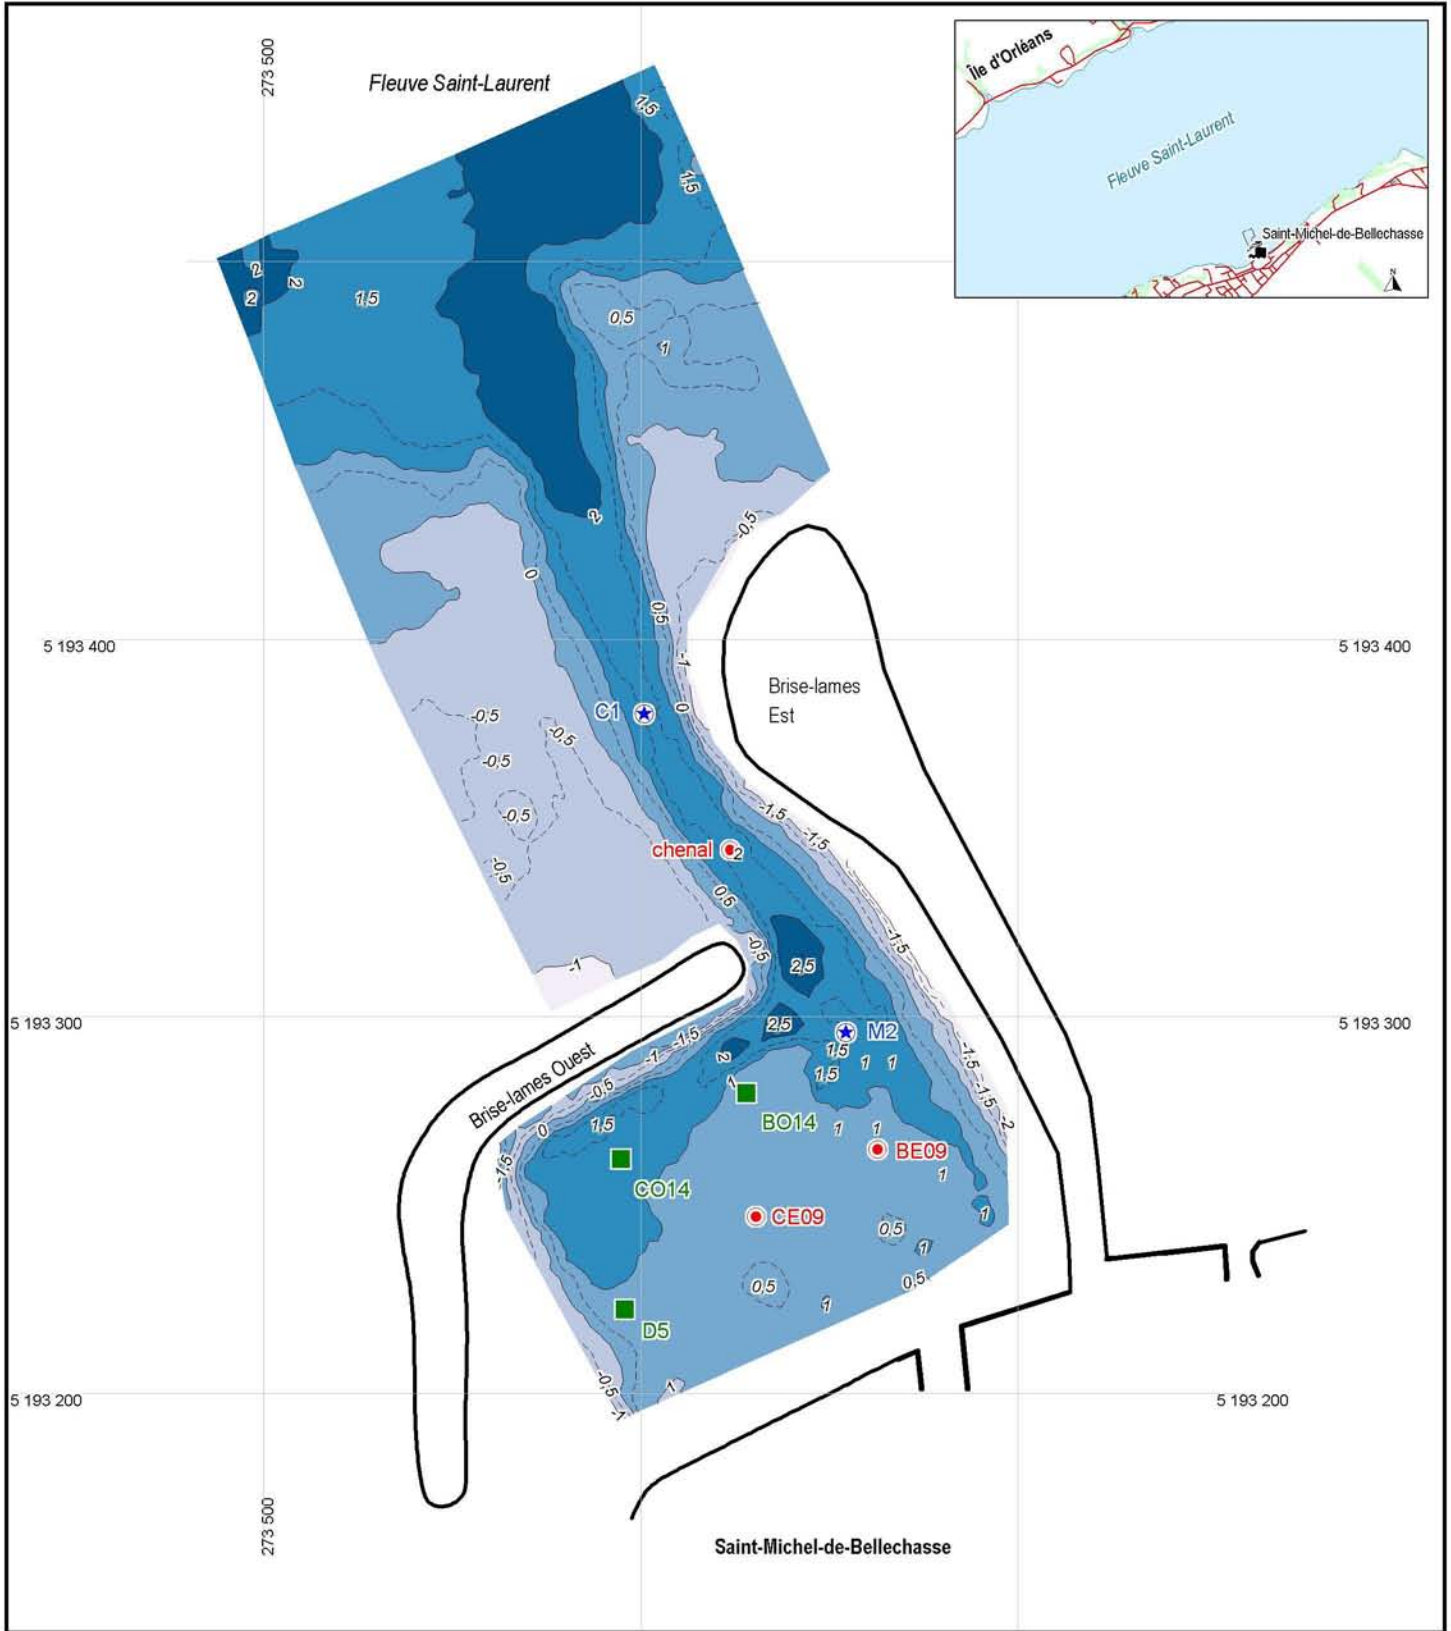 273 500
Fleuve Saint-Laurent
Île d'Orléans
Fleuve Saint-Laurent
Saint-Michel-de-Bellechasse
N
1,5
1,5
2
2
2
1,5
0,5
1
2
-0,5
0
0,5
5 193 400
5 193 400
-1
Brise-lames
Est
C1
0
-0,5
-0,5
-0,5
-0,5
-1,5
-1,5
chenal
2
-0,5
0,5
-1,5
-0,5
-1
2,5
5 193 300
5 193 300
2,5
M2
-1,5
-1
Brise-lames Ouest
2
1,5
1
1
-1,5
1,5
-0,5
1
-1,5
BO14
1,5
0
1
1
-2
BE09
-1,5
CO14
1
CE09
1
0,5
1
0,5
0,5
1
D5
-0,5
1
-1
5 193 200
5 193 200
273 500
Saint-Michel-de-Bellechasse